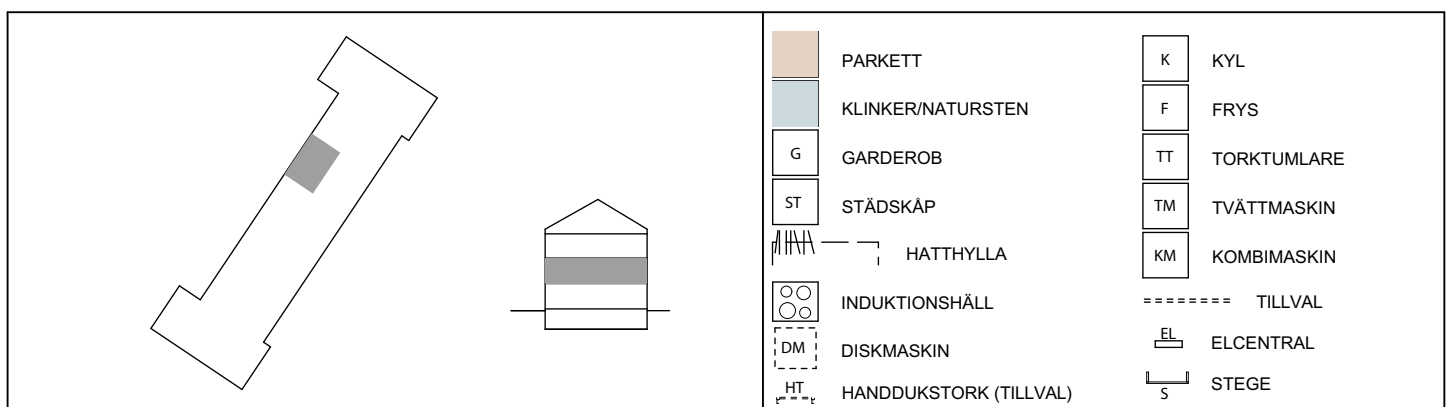 PARKETT
KLINKER/NATURSTEN
G GARDEROB
ST STÄDSKÅP
HATTHYLLA
INDUKTIONSHÄLL
DM DISKMASKIN
HT HANDDUKSTORK (TILLVAL)
K KYL
F FRYS
TT TORKTUMLARE
TM TVÄTTMASKIN
KM KOMBIMASKIN
TILLVAL
EL ELCENTRAL
S STEGE